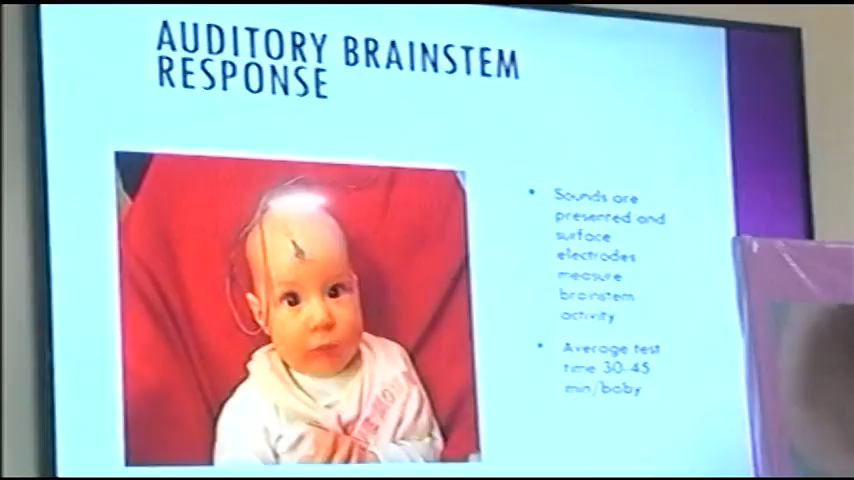 AUDITORY BRAINSTEM
RESPONSE
• Sounds are
presented and
surface
electrodes
measure
brainstem
activity
• Average test
time 30-45
min/baby